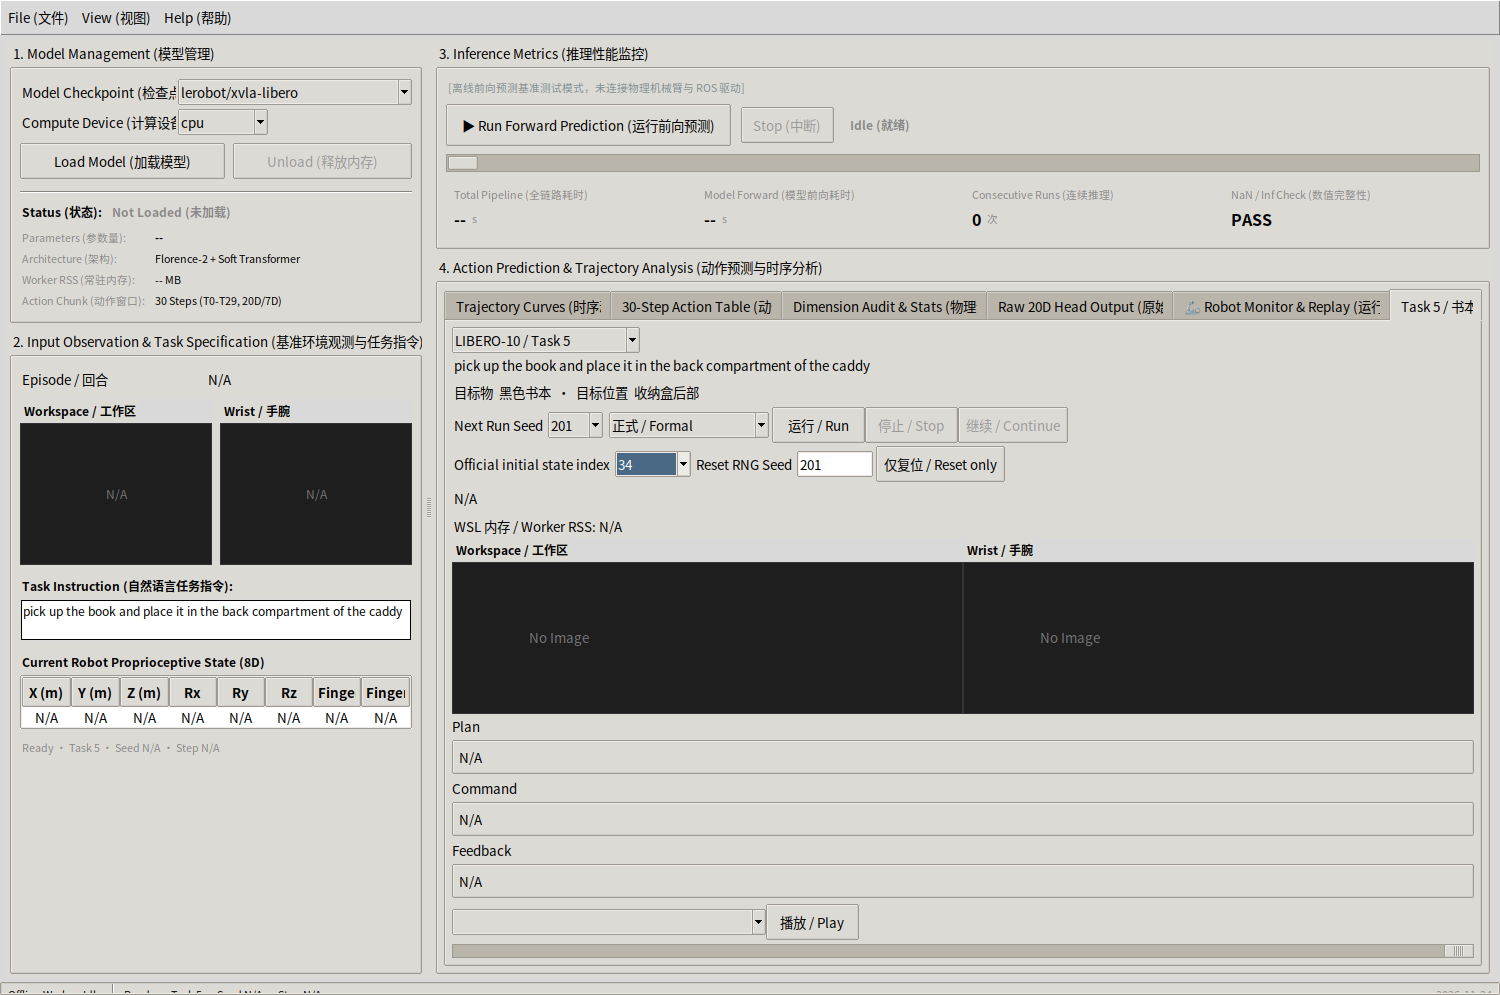 File (文件) View (视图) Help (帮助)
1. Model Management (模型管理)
Model Checkpoint (检查点 lerobot/xvla-libero
Compute Device (计算设备 cpu
Load Model (加载模型) Unload (释放内存)
Status (状态): Not Loaded (未加载)
Parameters (参数量): --
Architecture (架构): Florence-2 + Soft Transformer
Worker RSS (常驻内存): -- MB
Action Chunk (动作窗口): 30 Steps (T0-T29, 20D/7D)
2. Input Observation & Task Specification (基准环境观测与任务指令)
Episode / 回合 N/A
Workspace / 工作区 Wrist / 手腕
N/A N/A
Task Instruction (自然语言任务指令):
pick up the book and place it in the back compartment of the caddy
Current Robot Proprioceptive State (8D)
X (m) Y (m) Z (m) Rx Ry Rz Finge Finger
N/A N/A N/A N/A N/A N/A N/A N/A
Ready · Task 5 · Seed N/A · Step N/A
3. Inference Metrics (推理性能监控)
[离线前向预测基准测试模式，未连接物理机械臂与 ROS 驱动]
▶ Run Forward Prediction (运行前向预测) Stop (中断) Idle (就绪)
Total Pipeline (全链路耗时) Model Forward (模型前向耗时) Consecutive Runs (连续推理) NaN / Inf Check (数值完整性)
-- s -- s 0 次 PASS
4. Action Prediction & Trajectory Analysis (动作预测与时序分析)
Trajectory Curves (时序 30-Step Action Table (动 Dimension Audit & Stats (物理 Raw 20D Head Output (原始 Robot Monitor & Replay (运行 Task 5 / 书本
LIBERO-10 / Task 5
pick up the book and place it in the back compartment of the caddy
目标物 黑色书本 · 目标位置 收纳盒后部
Next Run Seed 201 正式 / Formal 运行 / Run 停止 / Stop 继续 / Continue
Official initial state index 34 Reset RNG Seed 201 仅复位 / Reset only
N/A
WSL 内存 / Worker RSS: N/A
Workspace / 工作区 Wrist / 手腕
No Image No Image
Plan
N/A
Command
N/A
Feedback
N/A
播放 / Play